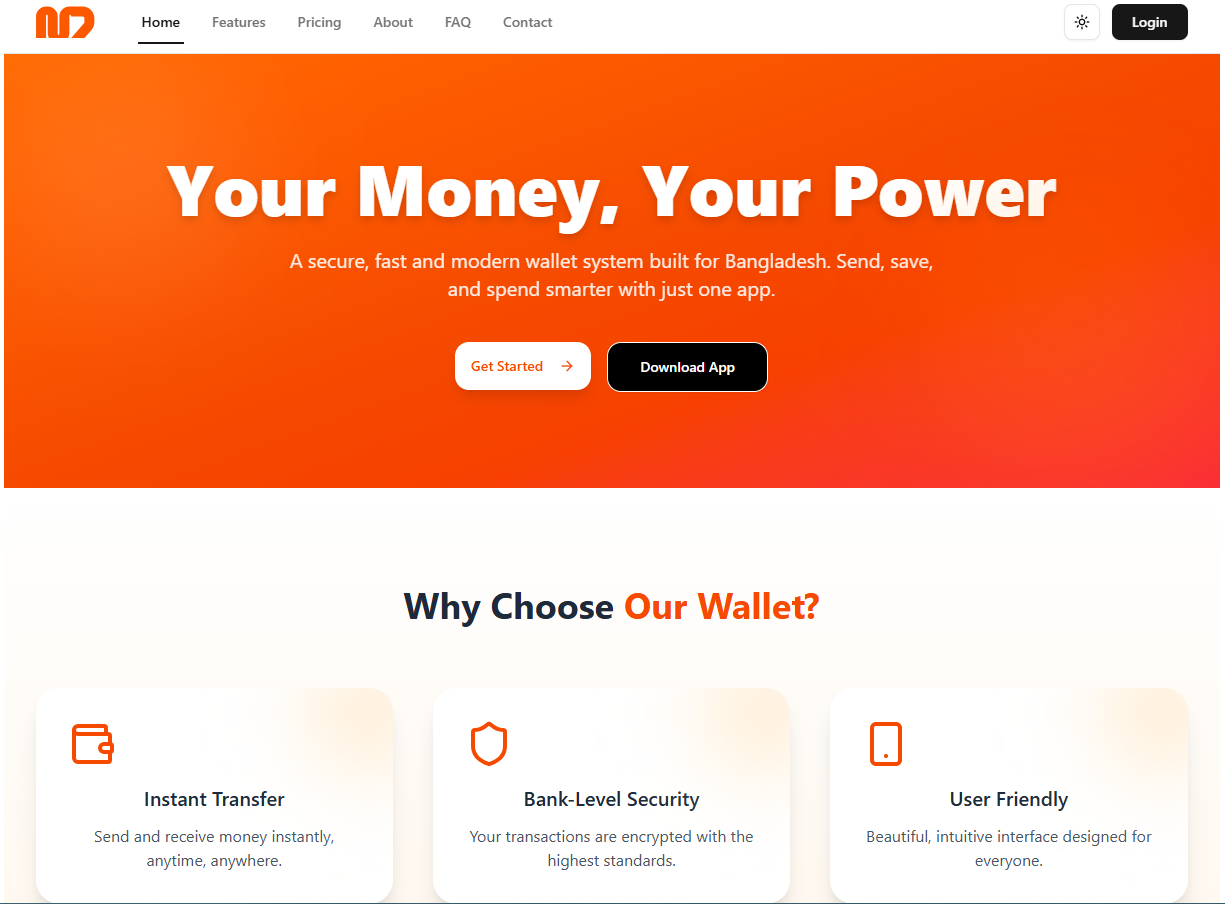 Home Features Pricing About FAQ Contact Login
Your Money, Your Power
A secure, fast and modern wallet system built for Bangladesh. Send, save,
and spend smarter with just one app.
Get Started Download App
Why Choose Our Wallet?
Instant Transfer
Send and receive money instantly,
anytime, anywhere.
Bank-Level Security
Your transactions are encrypted with the
highest standards.
User Friendly
Beautiful, intuitive interface designed for
everyone.